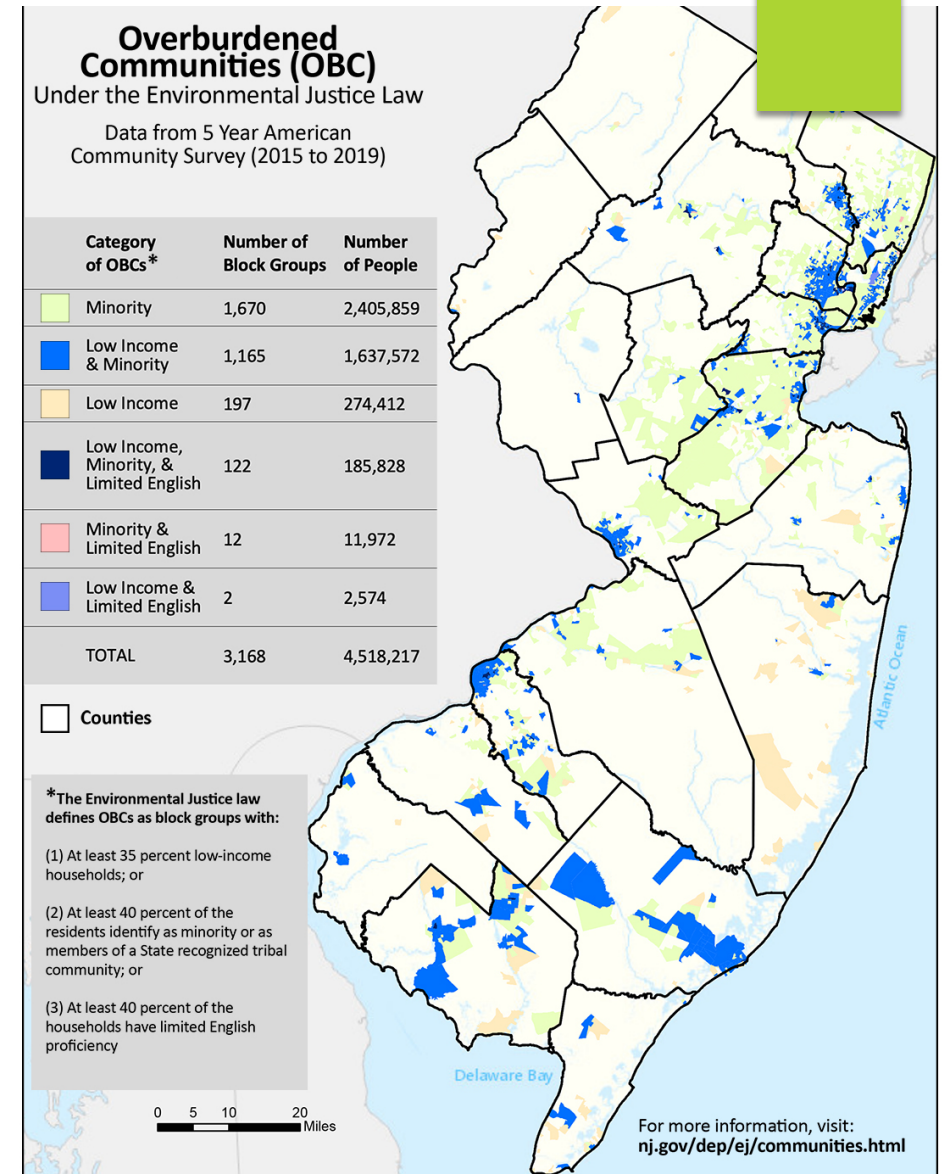 Overburdened
Communities (OBC)
Under the Environmental Justice Law
Data from 5 Year American
Community Survey (2015 to 2019)
Category of OBCs* Number of Block Groups Number of People
Minority 1,670 2,405,859
Low Income & Minority 1,165 1,637,572
Low Income 197 274,412
Low Income, Minority, & Limited English 122 185,828
Minority & Limited English 12 11,972
Low Income & Limited English 2 2,574
TOTAL 3,168 4,518,217
Counties
*The Environmental Justice law
defines OBCs as block groups with:
(1) At least 35 percent low-income
households; or
(2) At least 40 percent of the
residents identify as minority or as
members of a State recognized tribal
community; or
(3) At least 40 percent of the
households have limited English
proficiency
0 5 10 20
Miles
Atlantic Ocean
Delaware Bay
For more information, visit:
nj.gov/dep/ej/communities.html